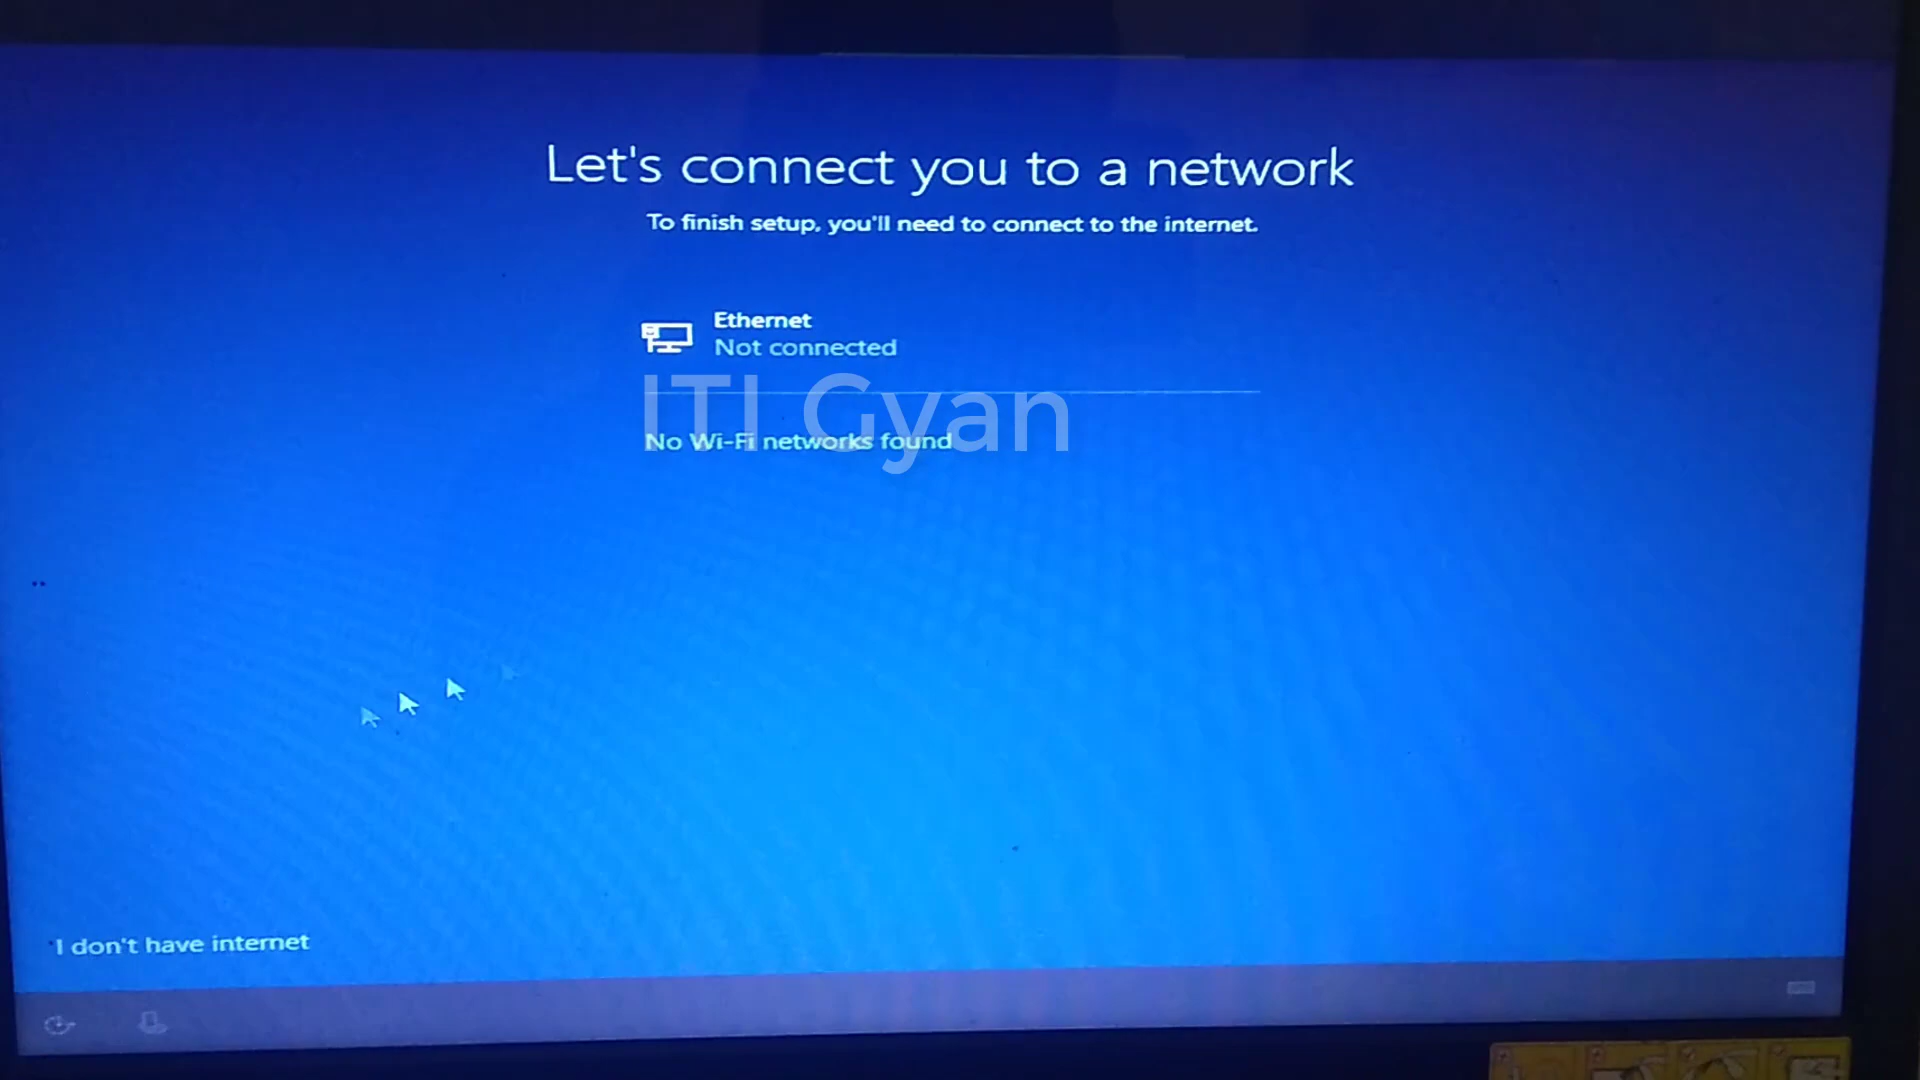 Let's connect you to a network
To finish setup, you'll need to connect to the internet.
Ethernet
Not connected
ITI Gyan
No Wi-Fi networks found
I don't have internet